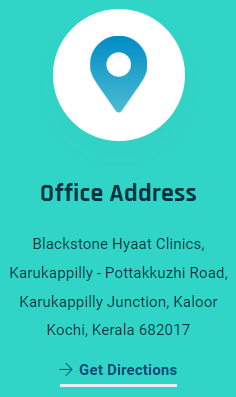 Office Address
Blackstone Hyaat Clinics,
Karukappilly - Pottakkuzhi Road,
Karukappilly Junction, Kaloor
Kochi, Kerala 682017
→ Get Directions